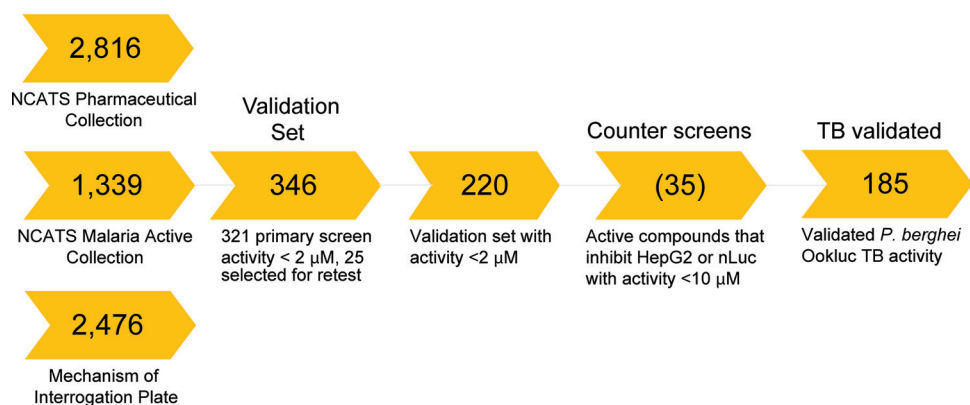 2,816
NCATS Pharmaceutical
Collection
1,339
NCATS Malaria Active
Collection
2,476
Mechanism of
Interrogation Plate
Validation
Set
346
321 primary screen
activity < 2 µM, 25
selected for retest
220
Validation set with
activity <2 µM
Counter screens
(35)
Active compounds that
inhibit HepG2 or nLuc
with activity <10 µM
TB validated
185
Validated P. berghei
Ookluc TB activity